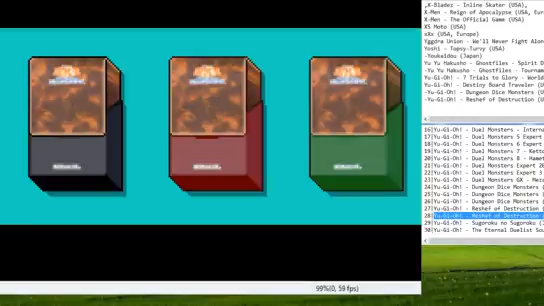 ,X-Bladez - Inline Skater (USA),
X-Men - Reign of Apocalypse (USA, Eur
X-Men - The Official Game (USA)
XS Moto (USA)
xXx (USA, Europe)
Yggdra Union - We'll Never Fight Alon
Yoshi - Topsy-Turvy (USA)
-Youkaidou (Japan)
Yu Yu Hakusho - Ghostfiles - Spirit D
-Yu Yu Hakusho - Ghostfiles - Tournam
Yu-Gi-Oh! - 7 Trials to Glory - World
-Yu-Gi-Oh! - Destiny Board Traveler (U
-Yu-Gi-Oh! - Dungeon Dice Monsters (U
-Yu-Gi-Oh! - Reshef of Destruction (U
16|Yu-Gi-Oh! - Duel Monsters - Interna
17|Yu-Gi-Oh! - Duel Monsters 5 Expert
18|Yu-Gi-Oh! - Duel Monsters 6 Expert
19|Yu-Gi-Oh! - Duel Monsters 7 - Kett
20|Yu-Gi-Oh! - Duel Monsters 8 - Hamet
21|Yu-Gi-Oh! - Duel Monsters Expert 20
22|Yu-Gi-Oh! - Duel Monsters Expert 3
23|Yu-Gi-Oh! - Duel Monsters GX - Meza
24|Yu-Gi-Oh! - Dungeon Dice Monsters (
25|Yu-Gi-Oh! - Dungeon Dice Monsters (
26|Yu-Gi-Oh! - Dungeon Dice Monsters (
27|Yu-Gi-Oh! - Reshef of Destruction (
28|Yu-Gi-Oh! - Reshef of Destruction
29|Yu-Gi-Oh! - Sugoroku no Sugoroku (J
30|Yu-Gi-Oh! - The Eternal Duelist Sou
99%(0, 59 fps)